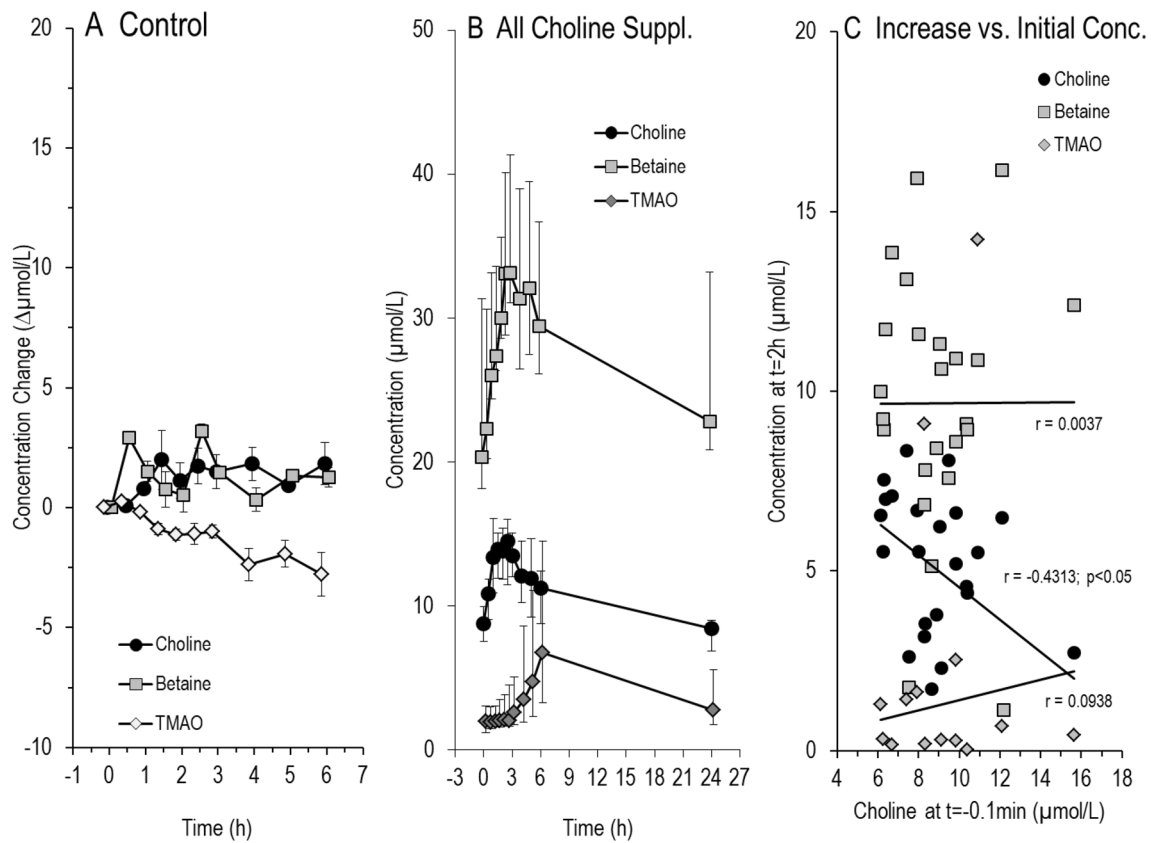 A Control
20
15
10
5
0
-5
-10
Concentration Change (Δµmol/L)
Choline
Betaine
TMAO
-1 0 1 2 3 4 5 6 7
Time (h)
B All Choline Suppl.
50
40
30
20
10
0
Concentration (µmol/L)
Choline
Betaine
TMAO
-3 0 3 6 9 12 15 18 21 24 27
Time (h)
C Increase vs. Initial Conc.
20
15
10
5
0
Concentration at t=2h (µmol/L)
Choline
Betaine
TMAO
r = 0.0037
r = -0.4313; p<0.05
r = 0.0938
4 6 8 10 12 14 16 18
Choline at t=-0.1min (µmol/L)